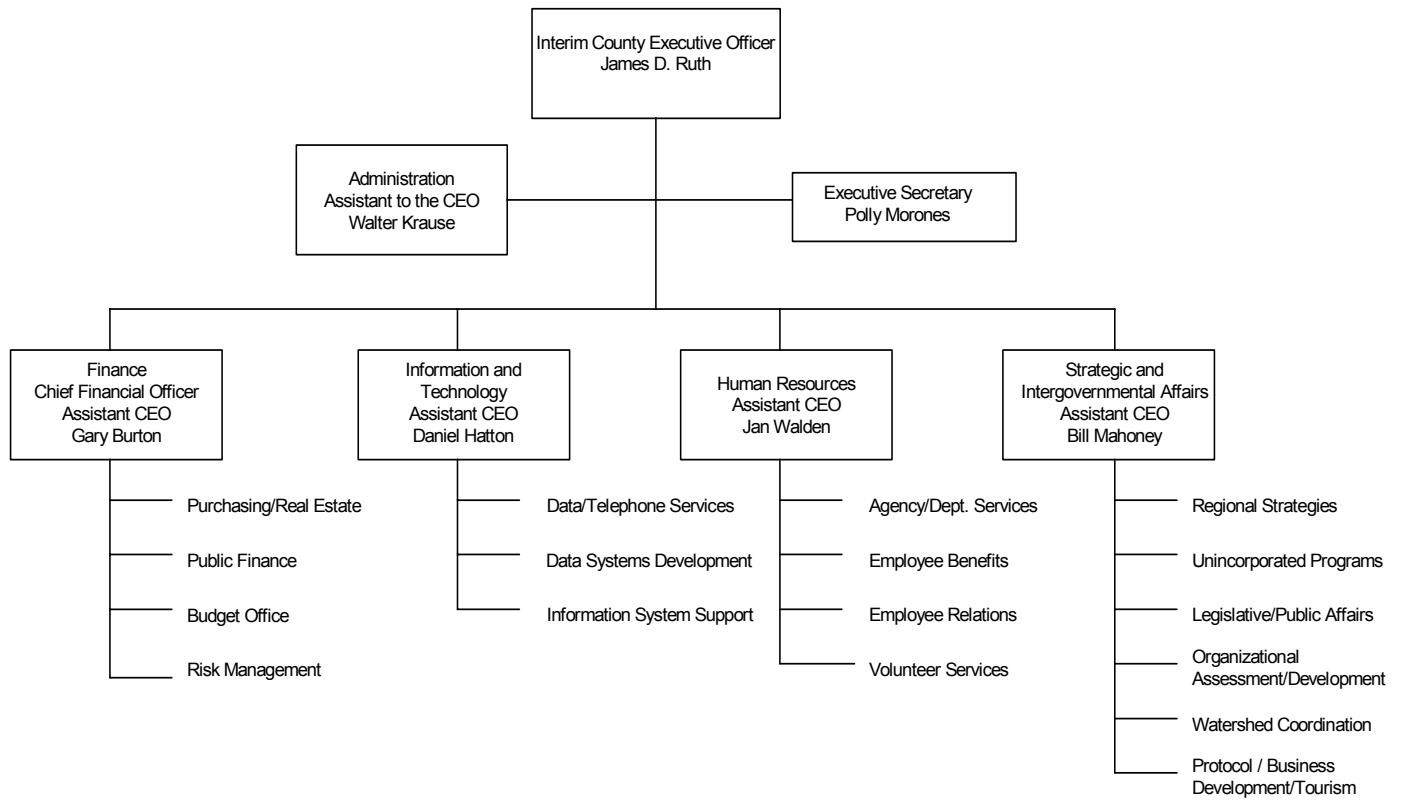 Interim County Executive Officer
James D. Ruth
Administration
Assistant to the CEO
Walter Krause
Executive Secretary
Polly Morones
Finance
Chief Financial Officer
Assistant CEO
Gary Burton
Information and
Technology
Assistant CEO
Daniel Hatton
Human Resources
Assistant CEO
Jan Walden
Strategic and
Intergovernmental Affairs
Assistant CEO
Bill Mahoney
Purchasing/Real Estate
Public Finance
Budget Office
Risk Management
Data/Telephone Services
Data Systems Development
Information System Support
Agency/Dept. Services
Employee Benefits
Employee Relations
Volunteer Services
Regional Strategies
Unincorporated Programs
Legislative/Public Affairs
Organizational
Assessment/Development
Watershed Coordination
Protocol / Business
Development/Tourism